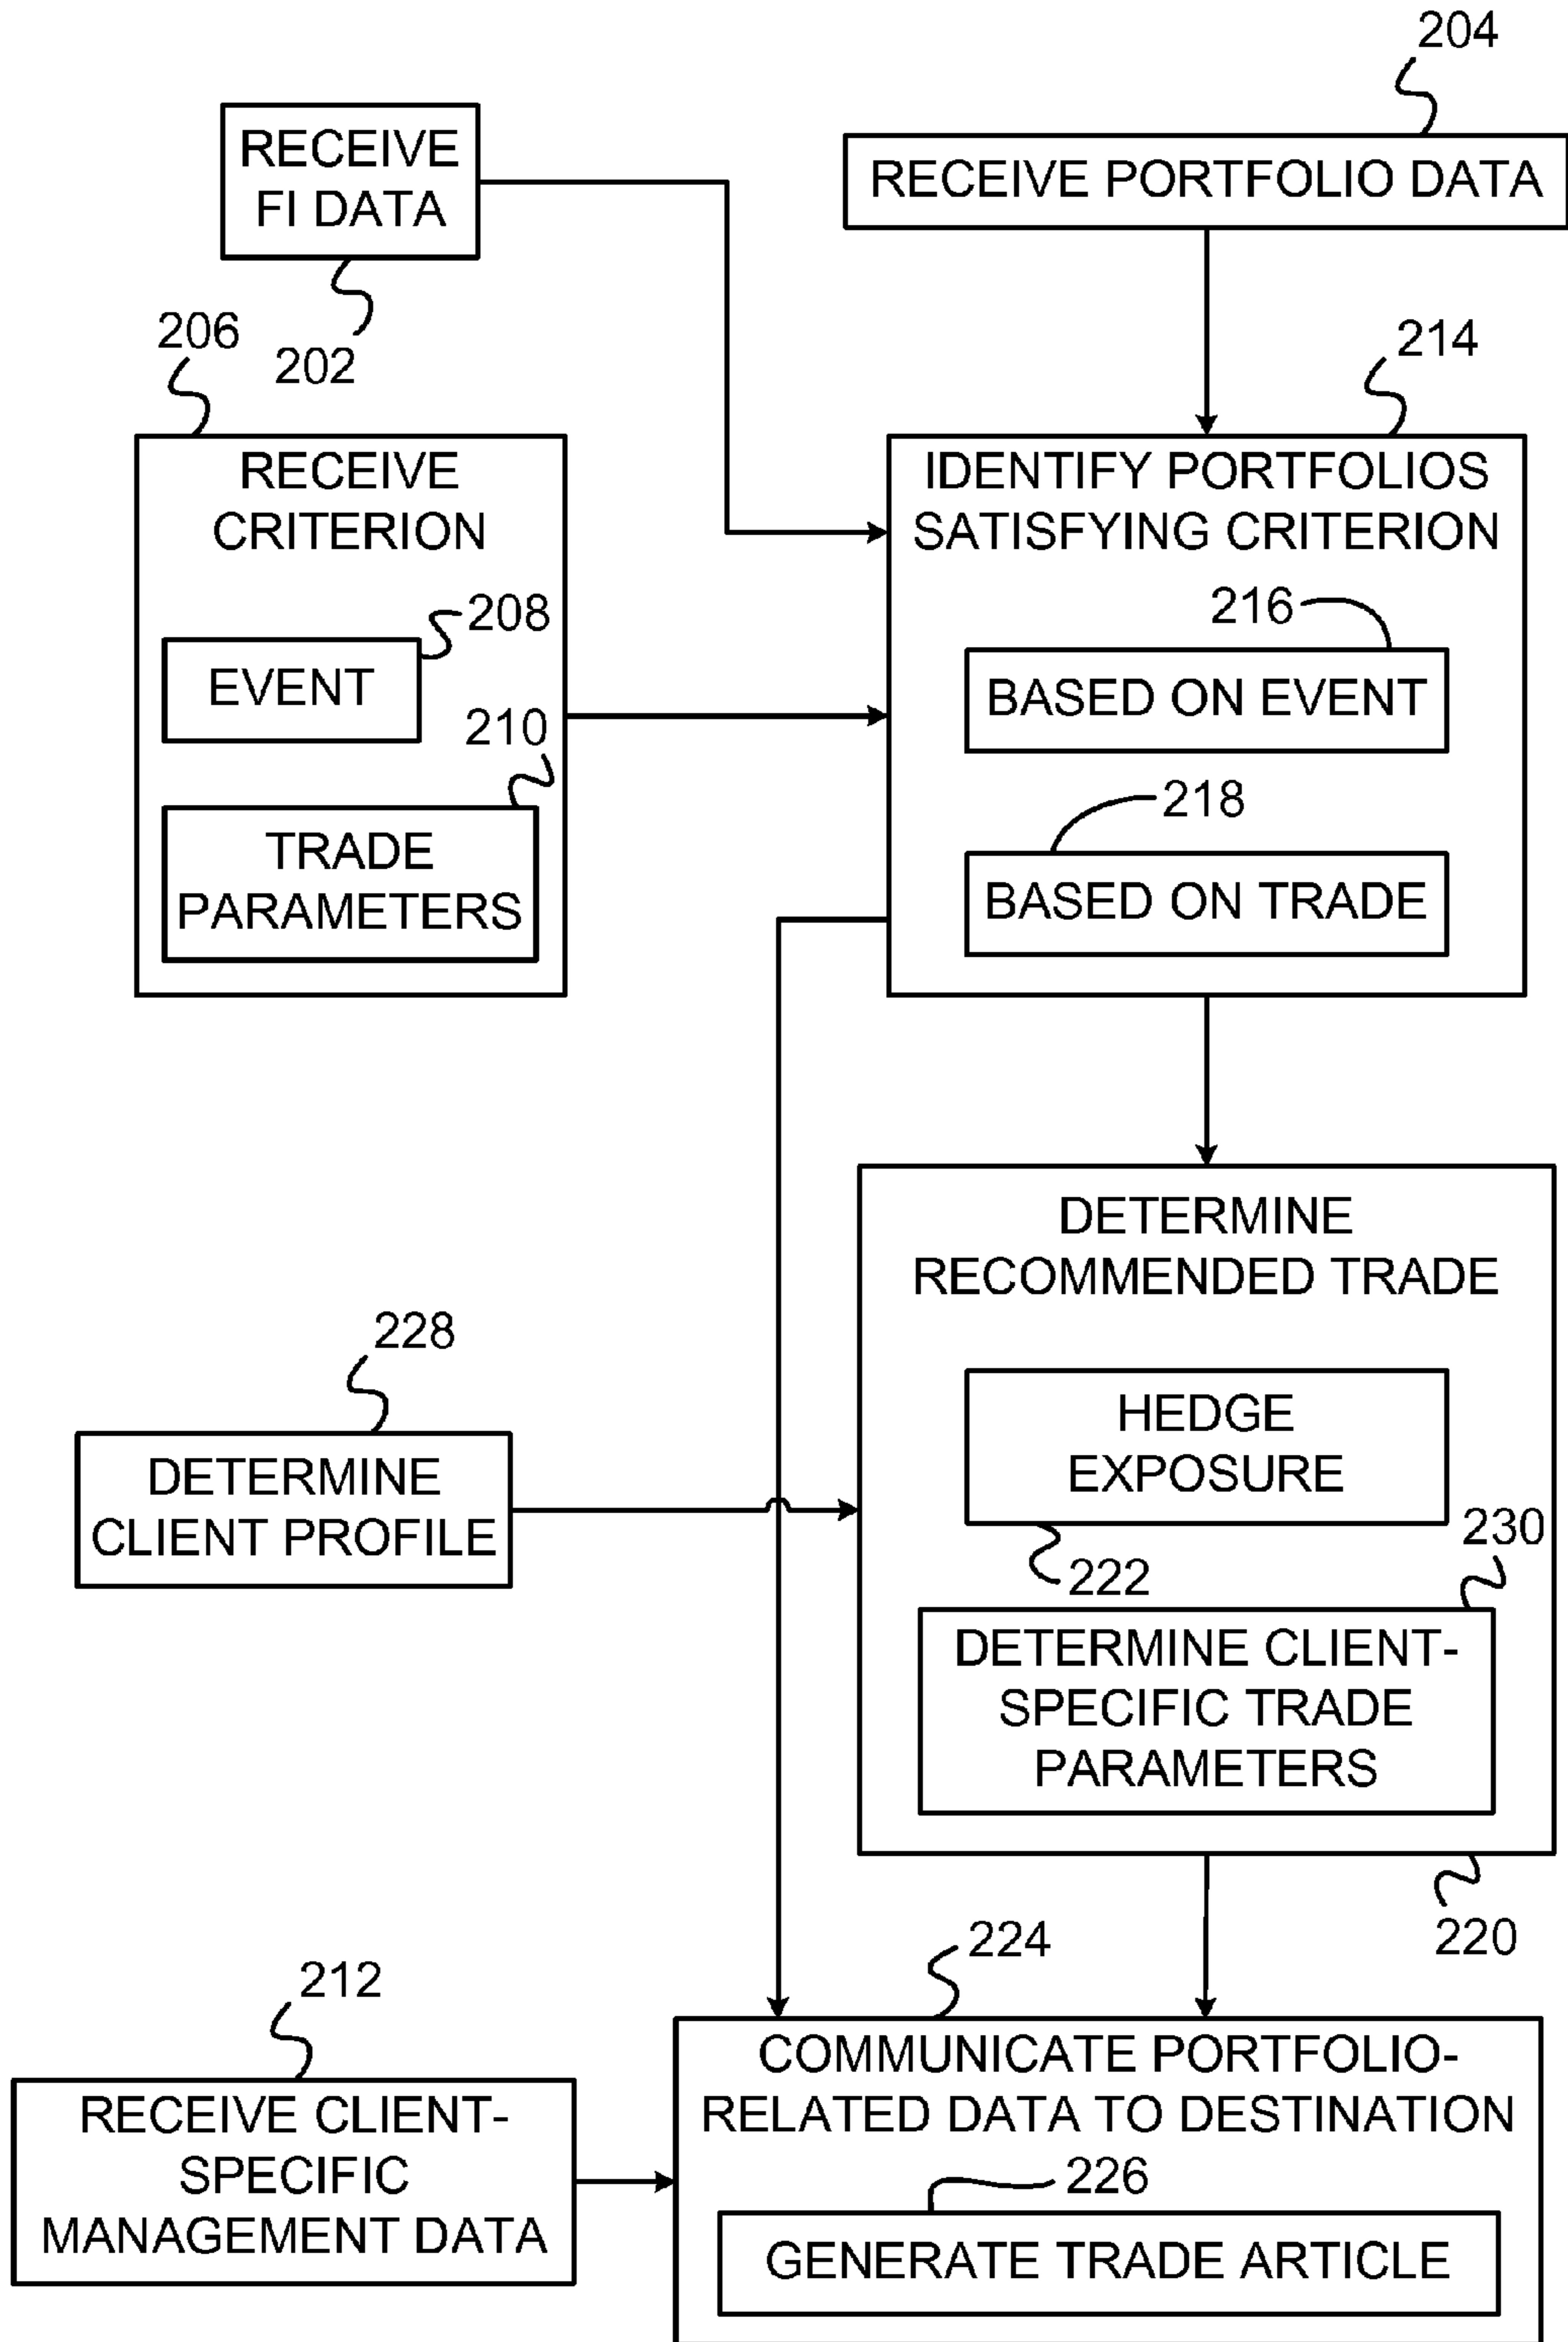 204
RECEIVE
FI DATA
RECEIVE PORTFOLIO DATA
202
206
214
RECEIVE
CRITERION
IDENTIFY PORTFOLIOS
SATISFYING CRITERION
208
EVENT
216
BASED ON EVENT
210
TRADE
PARAMETERS
218
BASED ON TRADE
DETERMINE
RECOMMENDED TRADE
228
DETERMINE
CLIENT PROFILE
HEDGE
EXPOSURE
222
230
DETERMINE CLIENT-
SPECIFIC TRADE
PARAMETERS
220
224
212
RECEIVE CLIENT-
SPECIFIC
MANAGEMENT DATA
COMMUNICATE PORTFOLIO-
RELATED DATA TO DESTINATION
226
GENERATE TRADE ARTICLE